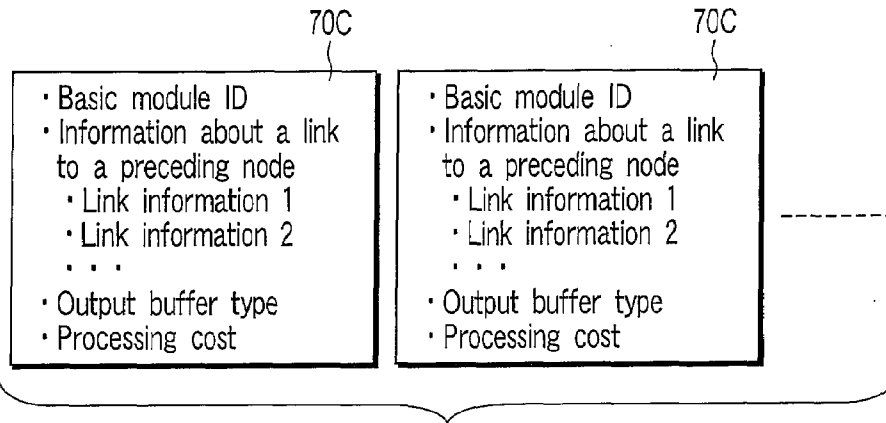 70C
· Basic module ID
· Information about a link
to a preceding node
· Link information 1
· Link information 2
· · ·
· Output buffer type
· Processing cost
70C
· Basic module ID
· Information about a link
to a preceding node
· Link information 1
· Link information 2
· · ·
· Output buffer type
· Processing cost